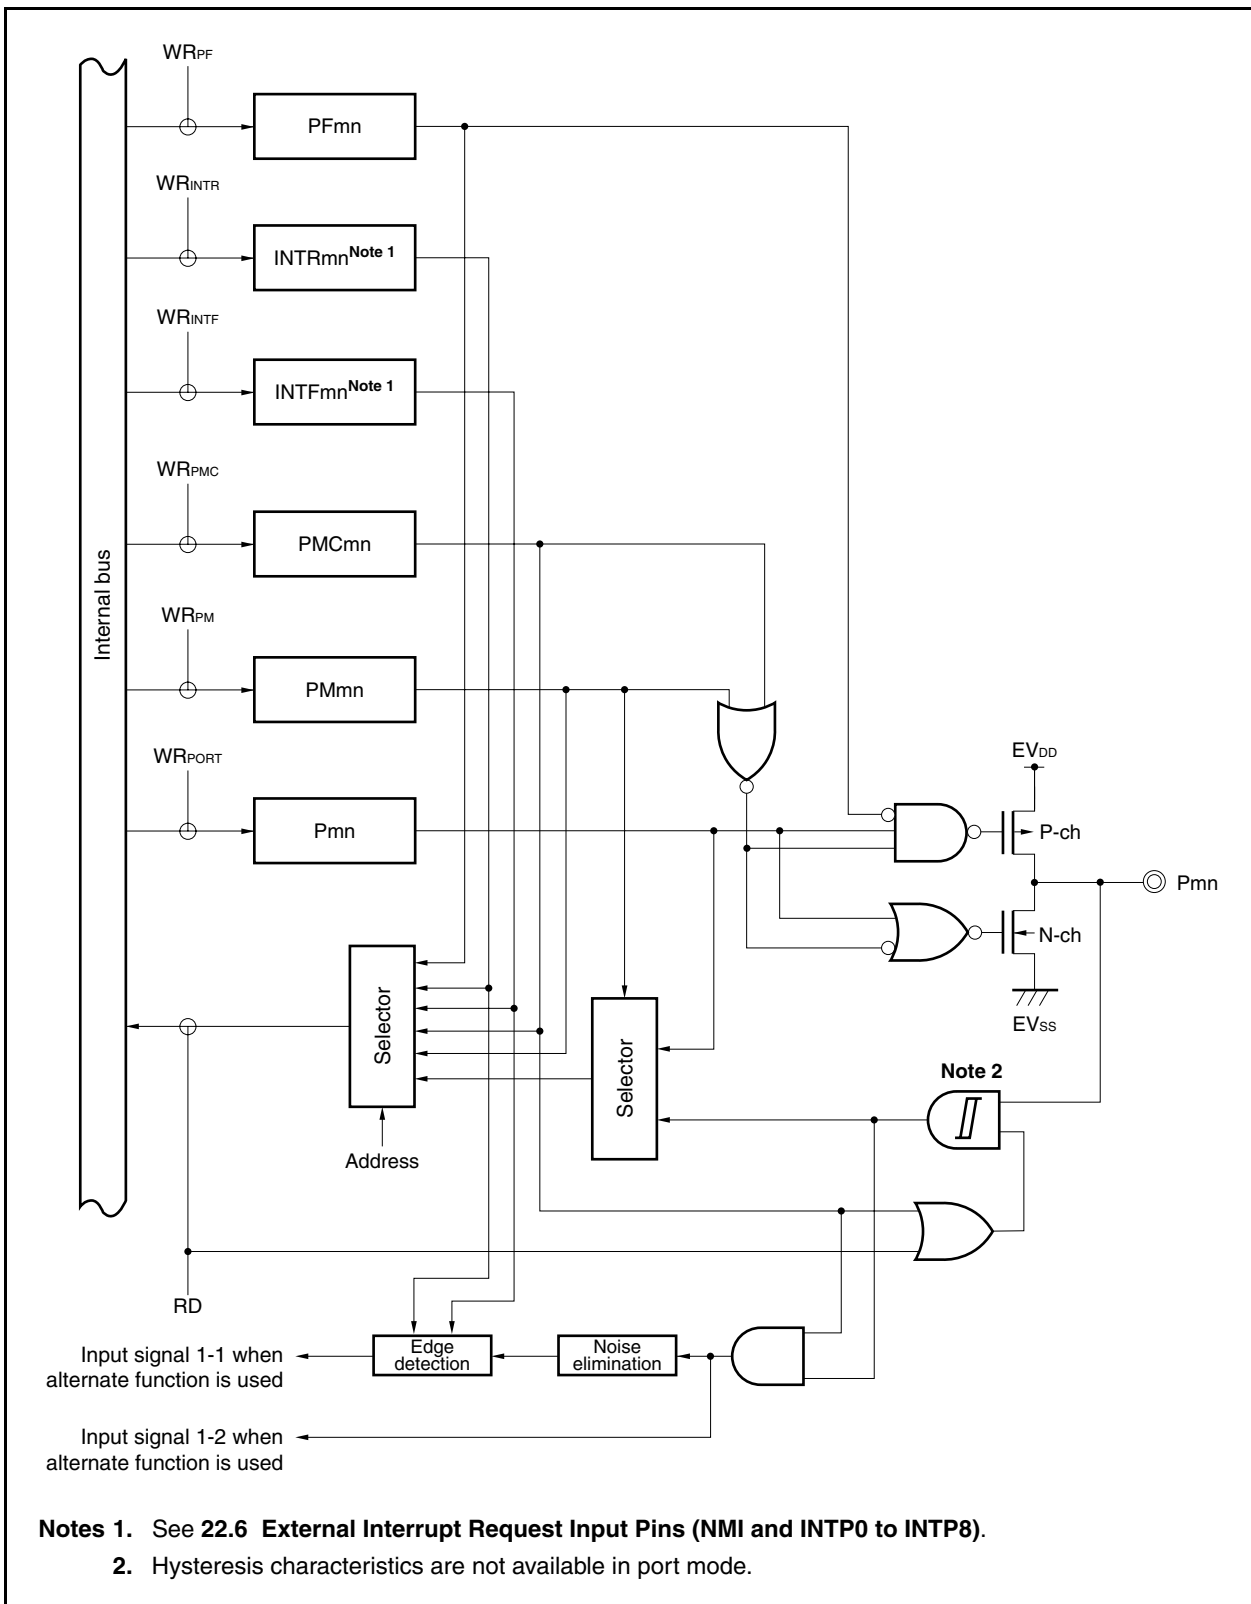 WRPF
PFmn
WRINTR
INTRmnNote 1
WRINTF
INTFmnNote 1
WRPMC
PMCmn
Internal bus
WRPM
PMmn
WRPORT
Pmn
EVDD
P-ch
Pmn
N-ch
EVSS
Selector
Selector
Note 2
Address
RD
Input signal 1-1 when
alternate function is used
Edge
detection
Noise
elimination
Input signal 1-2 when
alternate function is used
Notes 1. See 22.6 External Interrupt Request Input Pins (NMI and INTP0 to INTP8).
2. Hysteresis characteristics are not available in port mode.